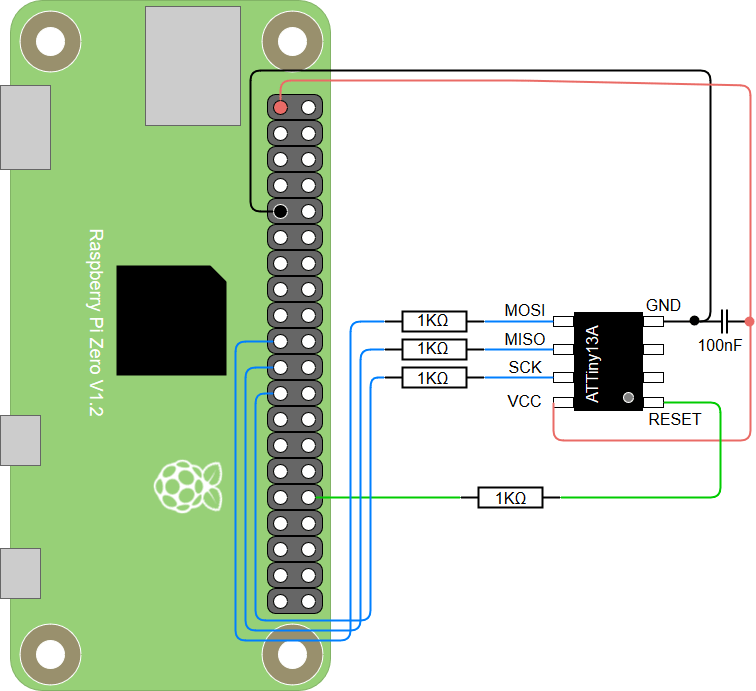 Raspberry Pi Zero V1.2
MOSI
GND
1KΩ
MISO
1KΩ
100nF
SCK
1KΩ
ATTiny13A
VCC
RESET
1KΩ